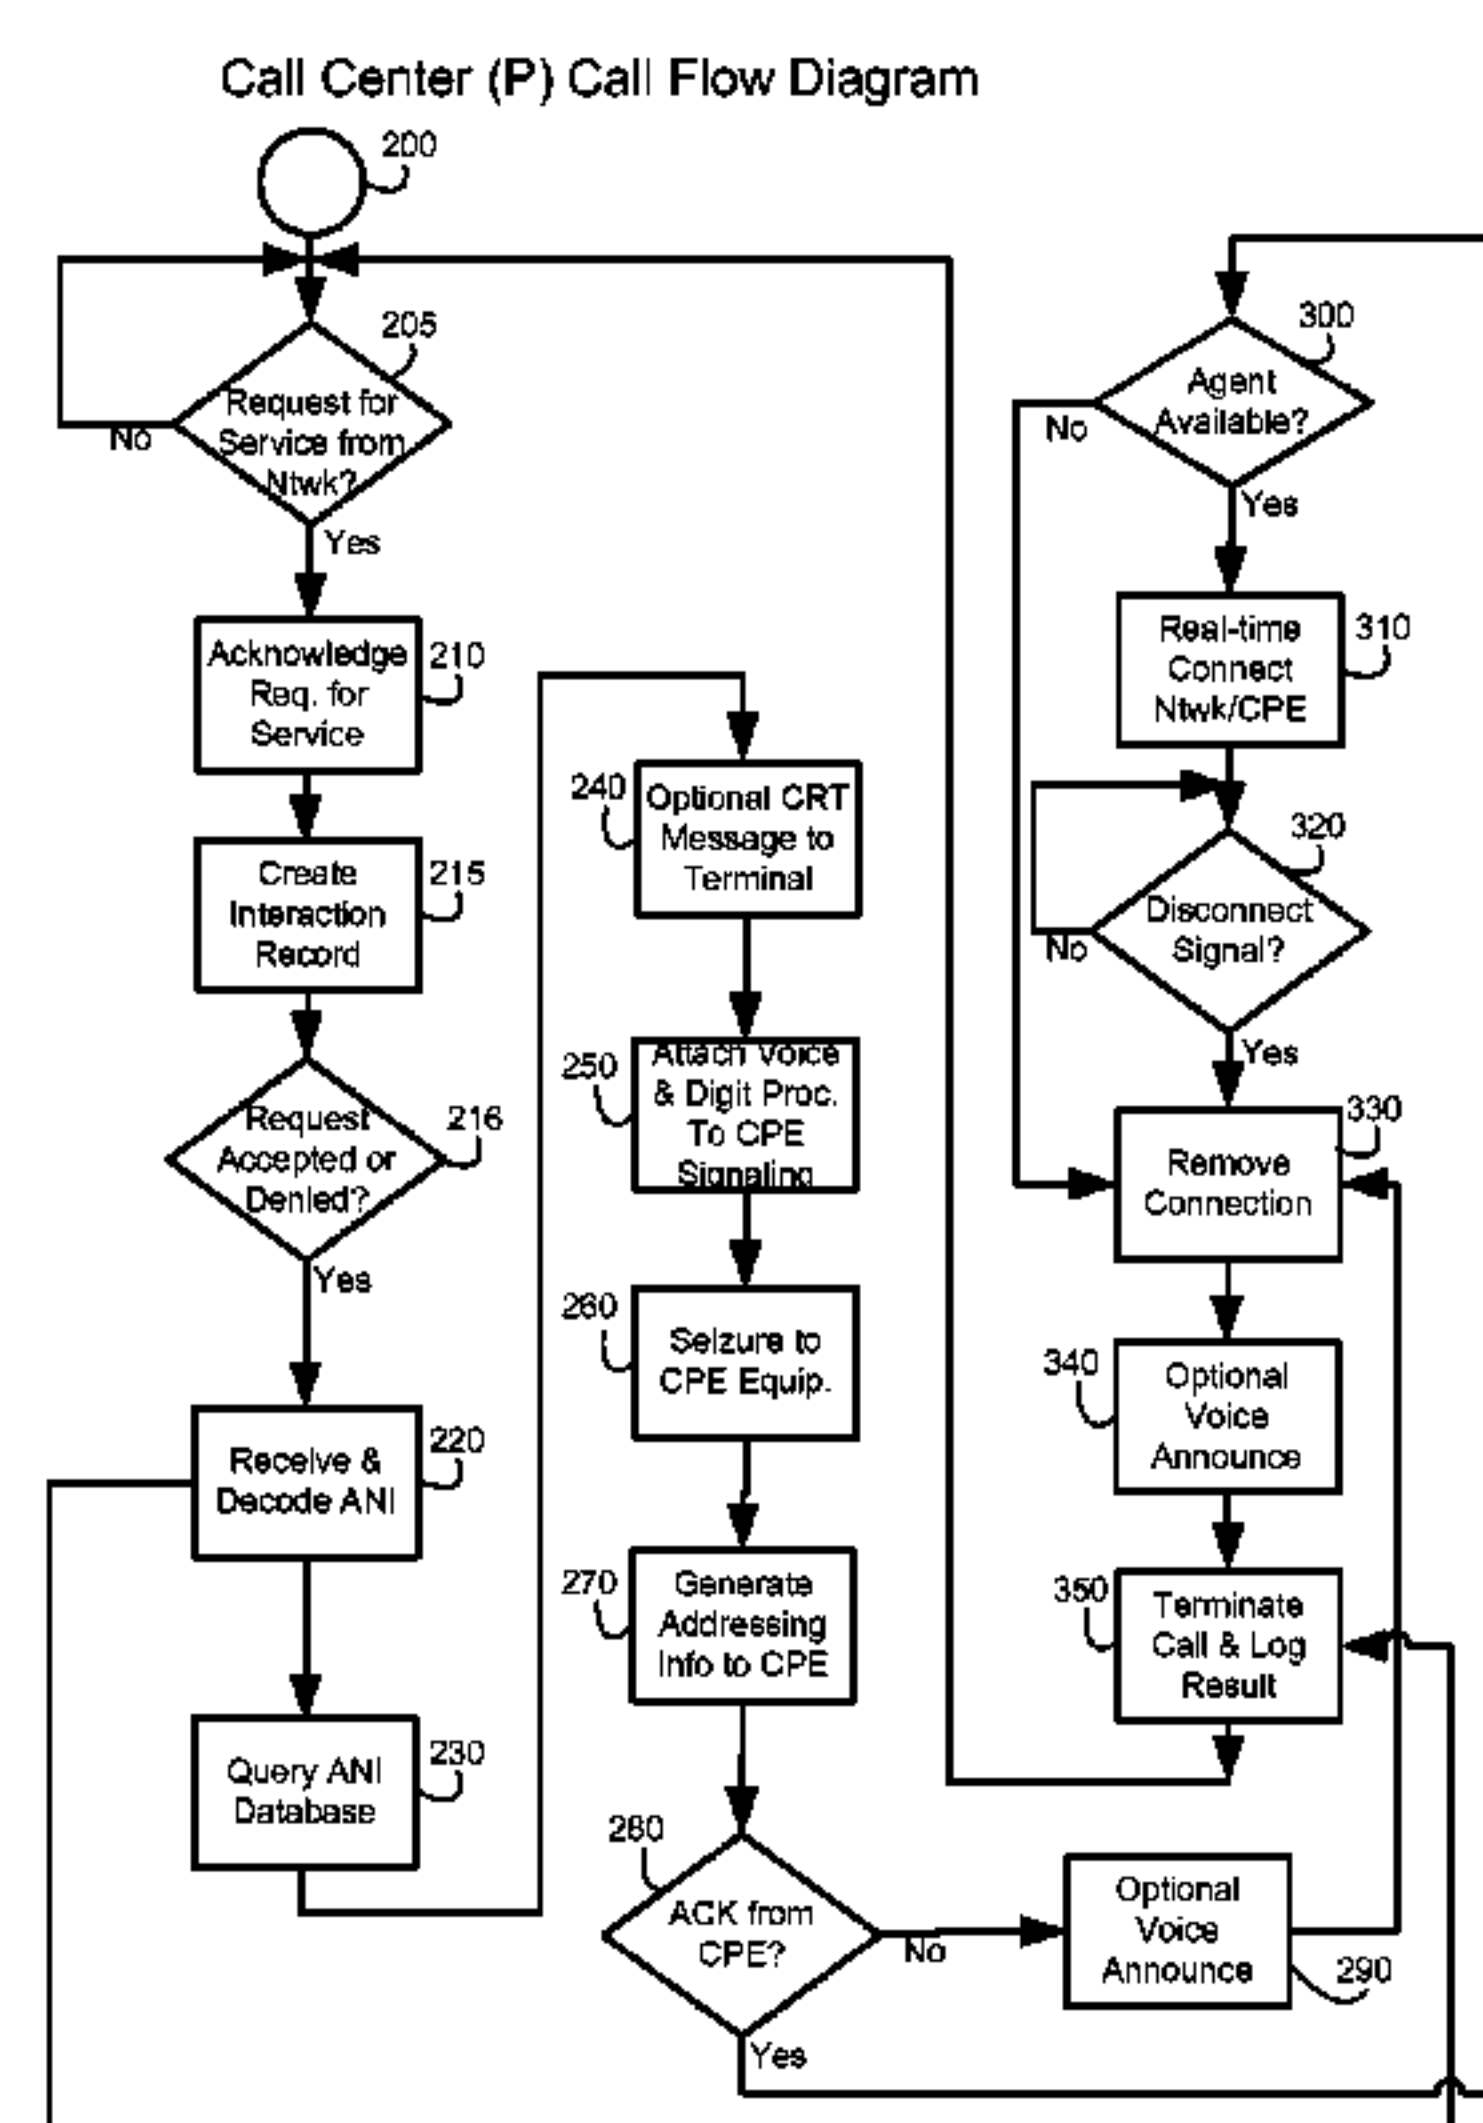 Call Center (P) Call Flow Diagram
200
205
Request for
Service from
Ntwk?
No
Yes
Acknowledge
Req. for
Service
210
Create
Interaction
Record
215
Request
Accepted or
Denied?
216
Yes
Receive &
Decode ANI
220
Query ANI
Database
230
240
Optional CRT
Message to
Terminal
250
Attach Voice
& Digit Proc.
To CPE
Signaling
260
Seizure to
CPE Equip.
270
Generate
Addressing
Info to CPE
280
ACK from
CPE?
No
Yes
Optional
Voice
Announce
290
300
Agent
Available?
No
Yes
Real-time
Connect
Ntwk/CPE
310
320
Disconnect
Signal?
No
Yes
330
Remove
Connection
340
Optional
Voice
Announce
350
Terminate
Call & Log
Result